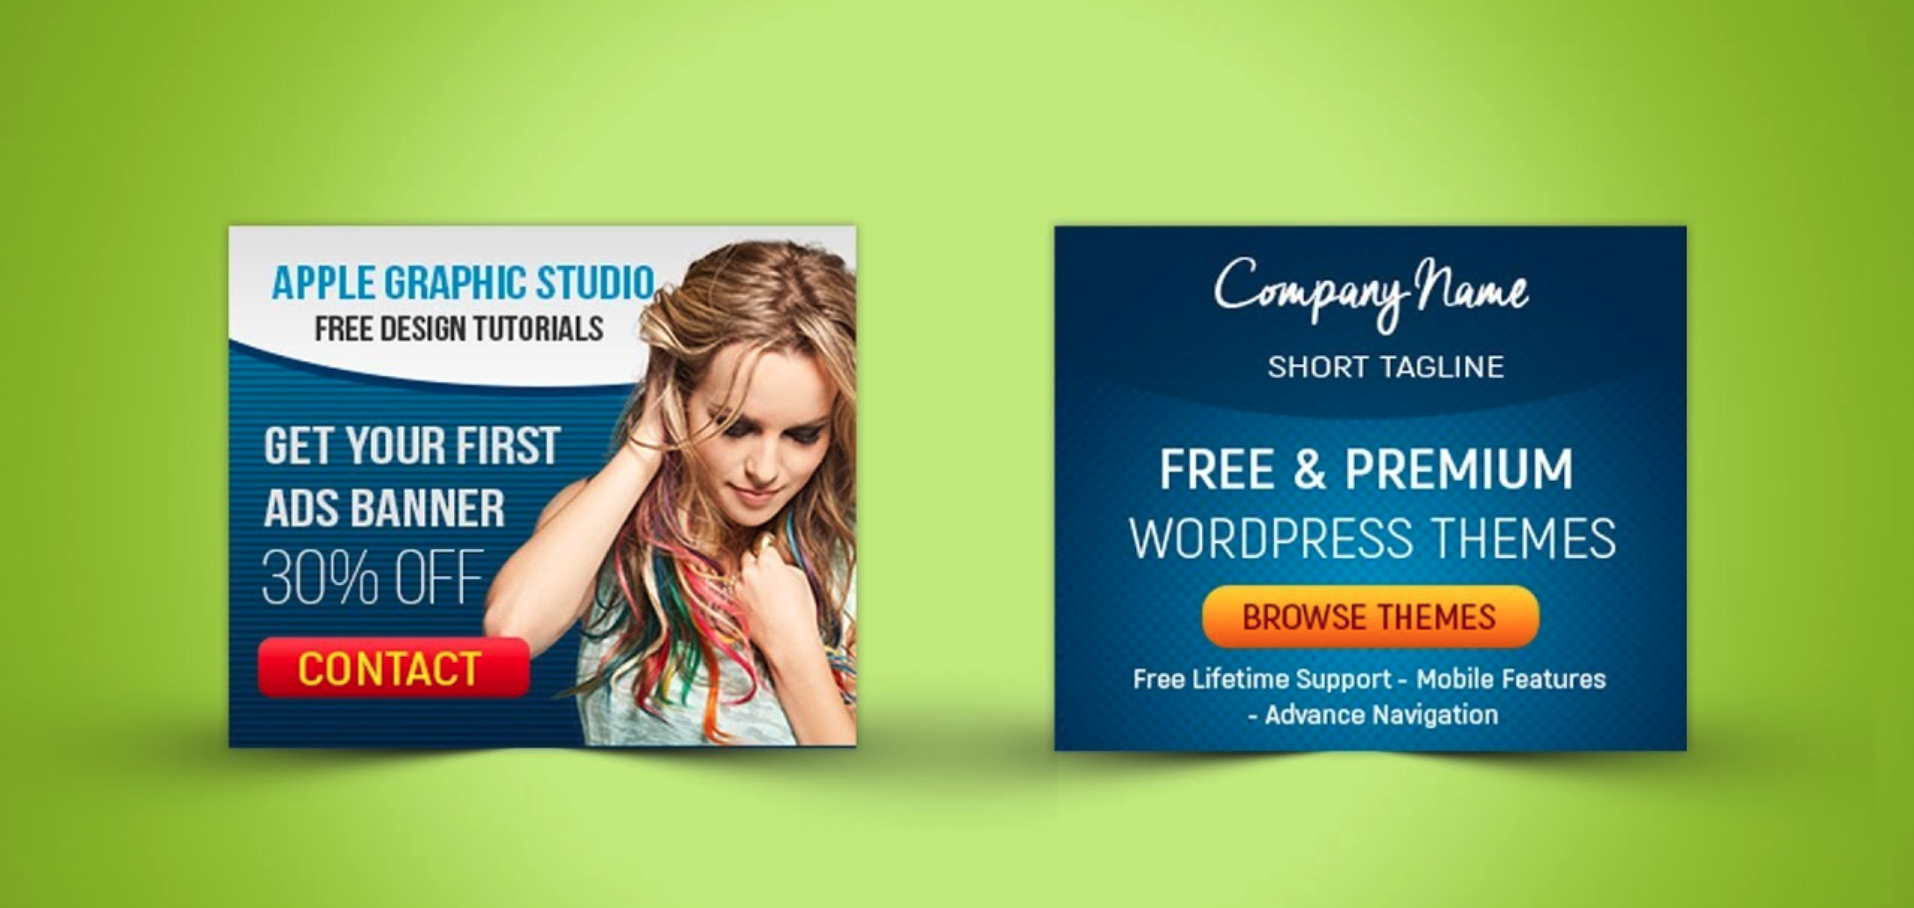 APPLE GRAPHIC STUDIO
FREE DESIGN TUTORIALS
GET YOUR FIRST
ADS BANNER
30% OFF
CONTACT
Company Name
SHORT TAGLINE
FREE & PREMIUM
WORDPRESS THEMES
BROWSE THEMES
Free Lifetime Support - Mobile Features
- Advance Navigation